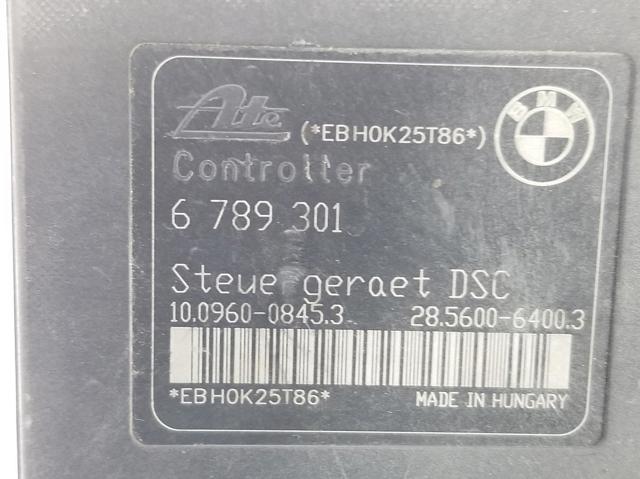 Ate (*EBH0K25T86*) BMW
Controller
6 789 301
Steuergeraet DSC
10.0960-0845.3 28.5600-6400.3
*EBH0K25T86* MADE IN HUNGARY